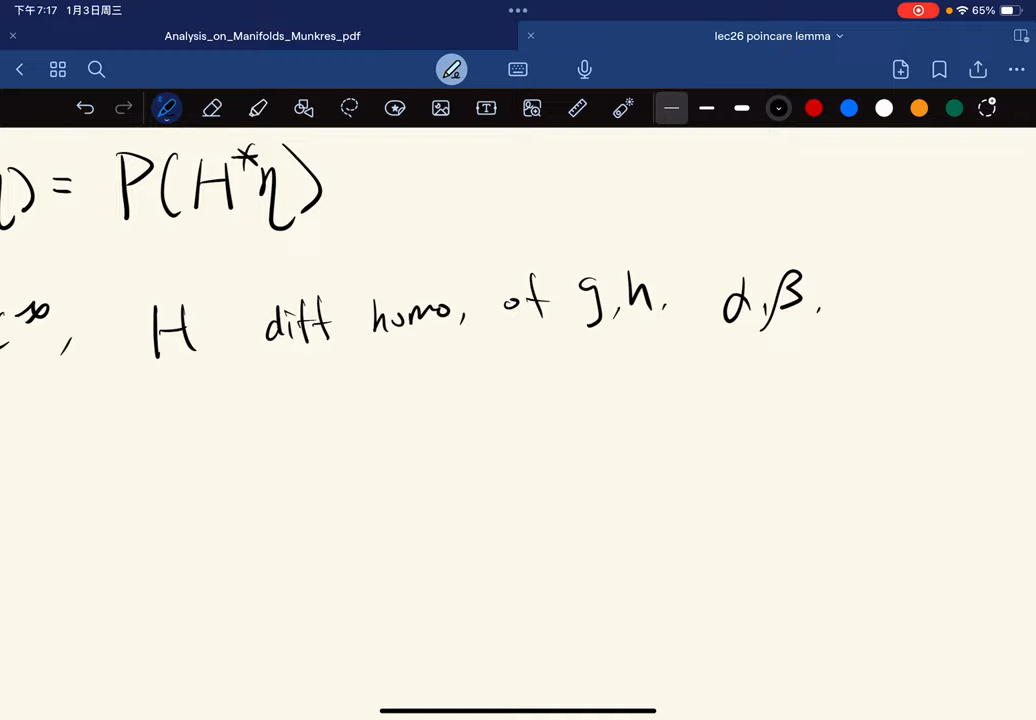 下午7:17 1月3日周三
65%
Analysis_on_Manifolds_Munkres_pdf
lec26 poincare lemma
η) = P(H*η)
∞, H diff homo, of g,h. α,β.